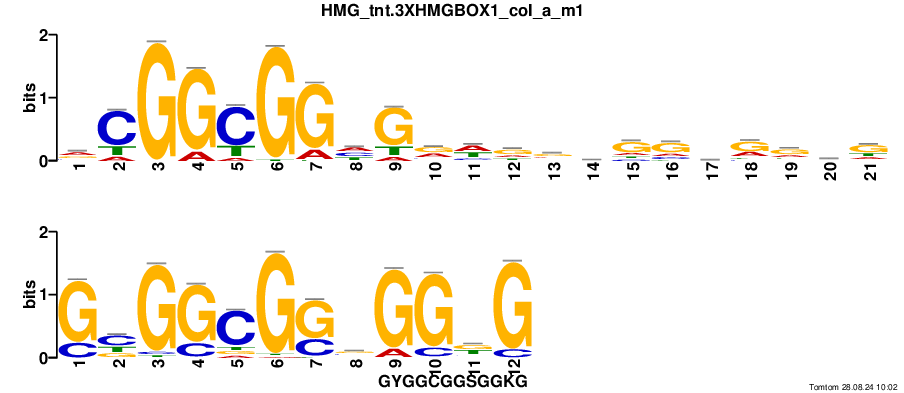 HMG_tnt.3XHMGBOX1_col_a_m1
2
1
0
bits
1 2 3 4 5 6 7 8 9 10 11 12 13 14 15 16 17 18 19 20 21
2
1
0
bits
1 2 3 4 5 6 7 8 9 10 11 12
GYGGCGGSGGKG
Tomtom 28.08.24 10:02